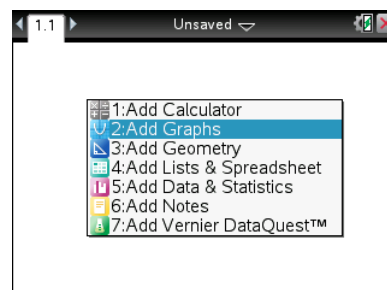 1.1 Unsaved
1:Add Calculator
2:Add Graphs
3:Add Geometry
4:Add Lists & Spreadsheet
5:Add Data & Statistics
6:Add Notes
7:Add Vernier DataQuest™